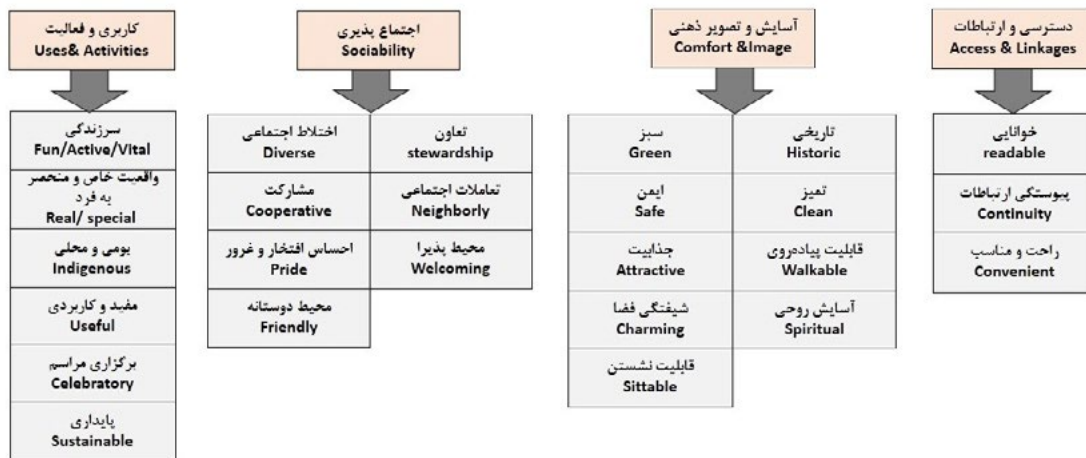 کاربری و فعالیت
Uses& Activities
سرزندگی
Fun/Active/Vital
واقعیت خاص و منحصر
به فرد
Real/ special
بومی و محلی
Indigenous
مفید و کاربردی
Useful
برگزاری مراسم
Celebratory
پایداری
Sustainable
اجتماع پذیری
Sociability
اختلاط اجتماعی
Diverse
مشارکت
Cooperative
احساس افتخار و غرور
Pride
محیط دوستانه
Friendly
تعاون
stewardship
تعاملات اجتماعی
Neighborly
محیط پذیرا
Welcoming
آسایش و تصویر ذهنی
Comfort &Image
سبز
Green
ایمن
Safe
جذابیت
Attractive
شیفتگی فضا
Charming
قابلیت نشستن
Sittable
تاریخی
Historic
تمیز
Clean
قابلیت پیاده‌روی
Walkable
آسایش روحی
Spiritual
دسترسی و ارتباطات
Access & Linkages
خوانایی
readable
پیوستگی ارتباطات
Continuity
راحت و مناسب
Convenient